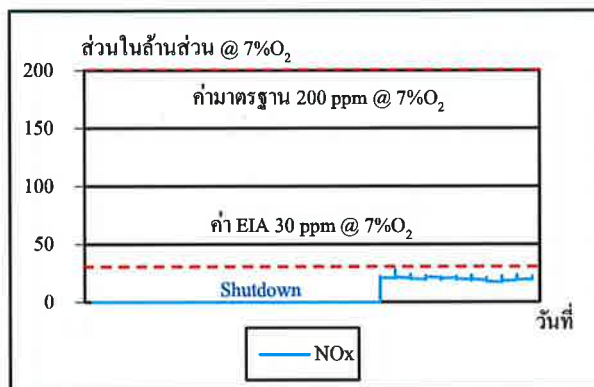 ส่วนในล้านส่วน @ 7%O₂
200
ค่ามาตรฐาน 200 ppm @ 7%O₂
150
100
ค่า EIA 30 ppm @ 7%O₂
50
Shutdown
0
วันที่
NOx